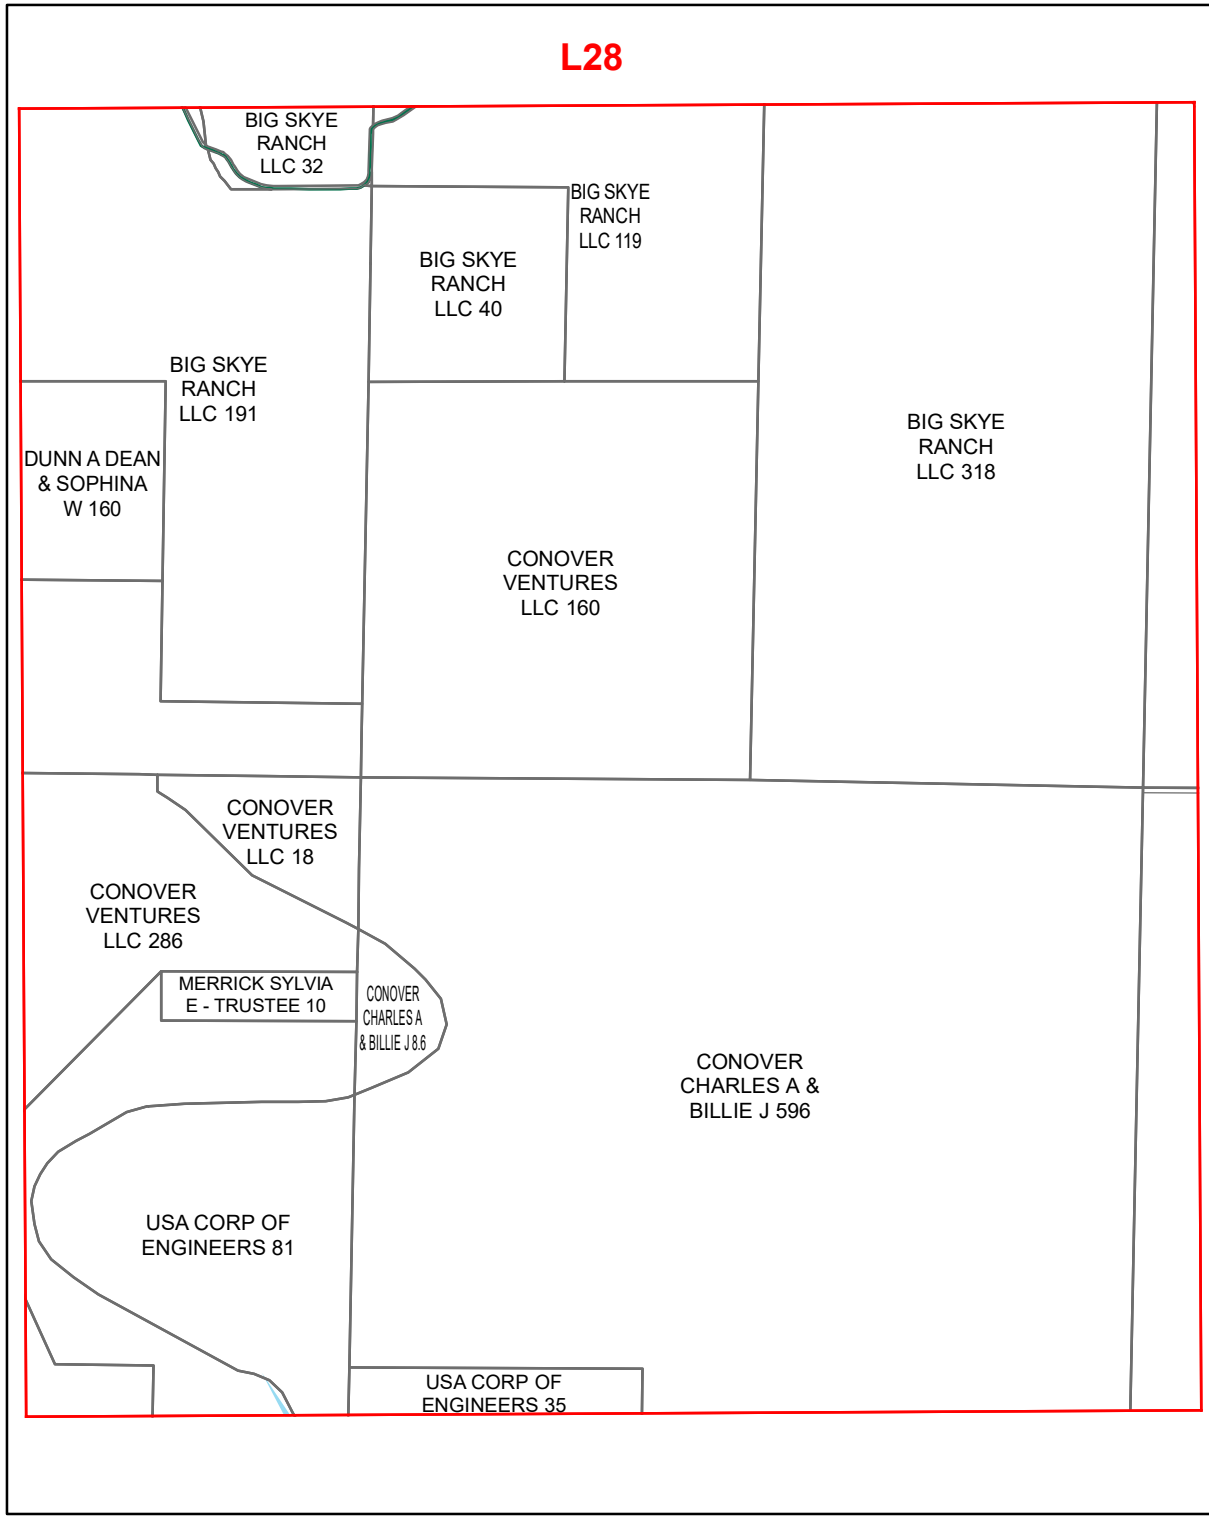 L28
BIG SKYE
RANCH
LLC 32
BIG SKYE
RANCH
LLC 119
BIG SKYE
RANCH
LLC 40
BIG SKYE
RANCH
LLC 191
BIG SKYE
RANCH
LLC 318
DUNN A DEAN
& SOPHINA
W 160
CONOVER
VENTURES
LLC 160
CONOVER
VENTURES
LLC 18
CONOVER
VENTURES
LLC 286
MERRICK SYLVIA
E - TRUSTEE 10
CONOVER
CHARLES A
& BILLIE J 8.6
CONOVER
CHARLES A &
BILLIE J 596
USA CORP OF
ENGINEERS 81
USA CORP OF
ENGINEERS 35